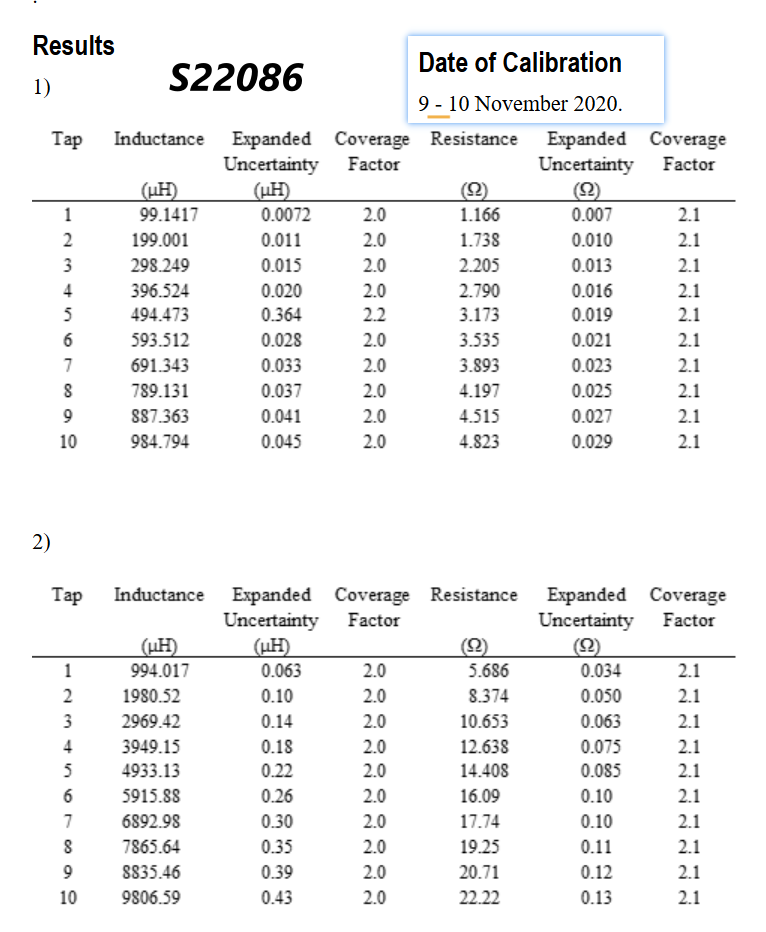 Results
S22086
Date of Calibration
9 - 10 November 2020.
1)
Tap Inductance Expanded Coverage Resistance Expanded Coverage
Uncertainty Factor Uncertainty Factor
(µH) (µH) (Ω) (Ω)
1 99.1417 0.0072 2.0 1.166 0.007 2.1
2 199.001 0.011 2.0 1.738 0.010 2.1
3 298.249 0.015 2.0 2.205 0.013 2.1
4 396.524 0.020 2.0 2.790 0.016 2.1
5 494.473 0.364 2.2 3.173 0.019 2.1
6 593.512 0.028 2.0 3.535 0.021 2.1
7 691.343 0.033 2.0 3.893 0.023 2.1
8 789.131 0.037 2.0 4.197 0.025 2.1
9 887.363 0.041 2.0 4.515 0.027 2.1
10 984.794 0.045 2.0 4.823 0.029 2.1
2)
Tap Inductance Expanded Coverage Resistance Expanded Coverage
Uncertainty Factor Uncertainty Factor
(µH) (µH) (Ω) (Ω)
1 994.017 0.063 2.0 5.686 0.034 2.1
2 1980.52 0.10 2.0 8.374 0.050 2.1
3 2969.42 0.14 2.0 10.653 0.063 2.1
4 3949.15 0.18 2.0 12.638 0.075 2.1
5 4933.13 0.22 2.0 14.408 0.085 2.1
6 5915.88 0.26 2.0 16.09 0.10 2.1
7 6892.98 0.30 2.0 17.74 0.10 2.1
8 7865.64 0.35 2.0 19.25 0.11 2.1
9 8835.46 0.39 2.0 20.71 0.12 2.1
10 9806.59 0.43 2.0 22.22 0.13 2.1